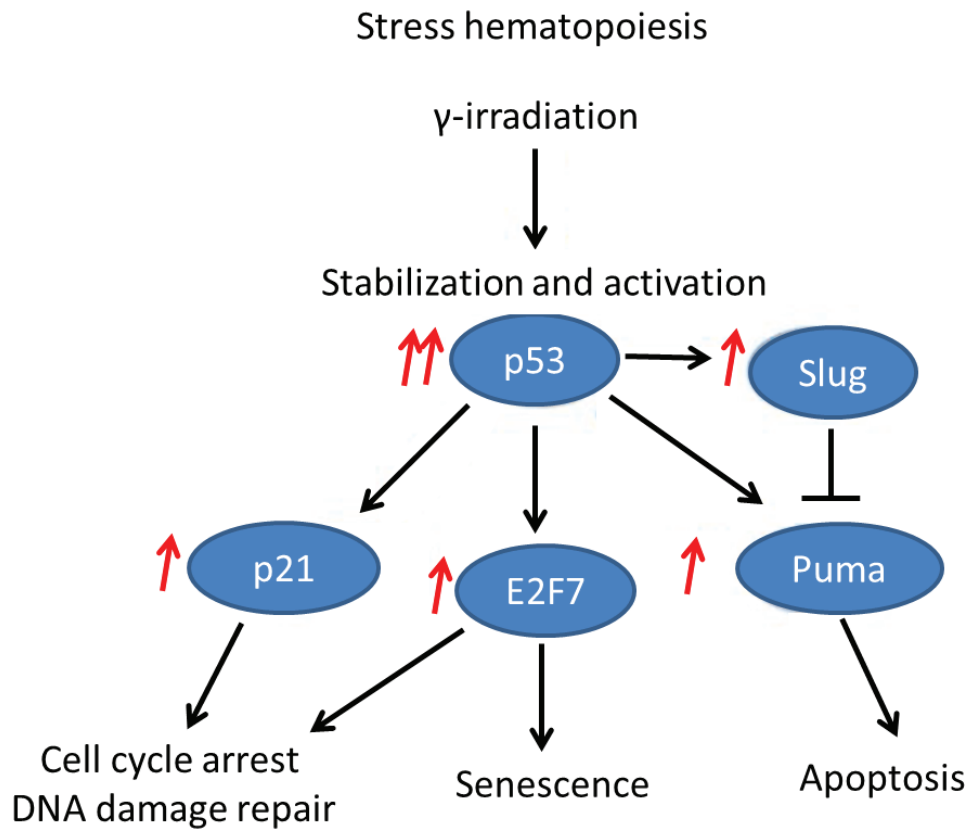 Stress hematopoiesis
γ-irradiation
Stabilization and activation
p53
Slug
p21
E2F7
Puma
Cell cycle arrest
DNA damage repair
Senescence
Apoptosis